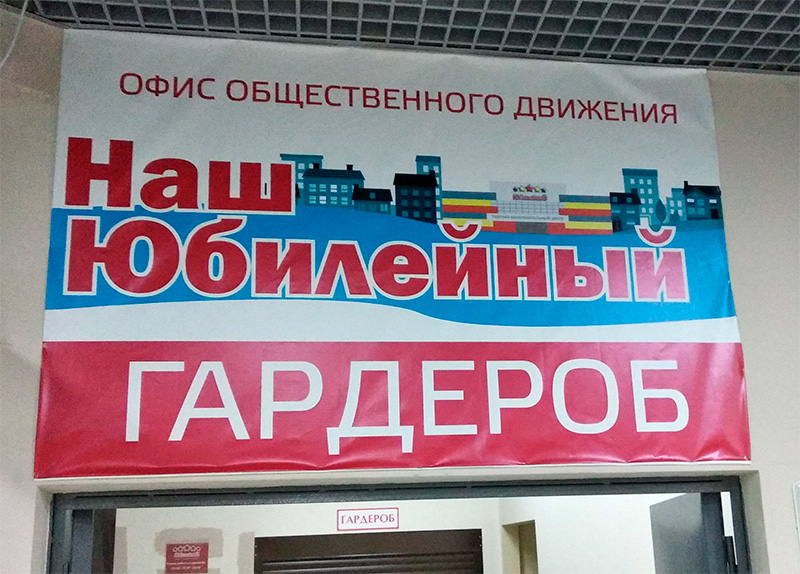 ОФИС ОБЩЕСТВЕННОГО ДВИЖЕНИЯ
Наш
Юбилейный
ГАРДЕРОБ
ГАРДЕРОБ